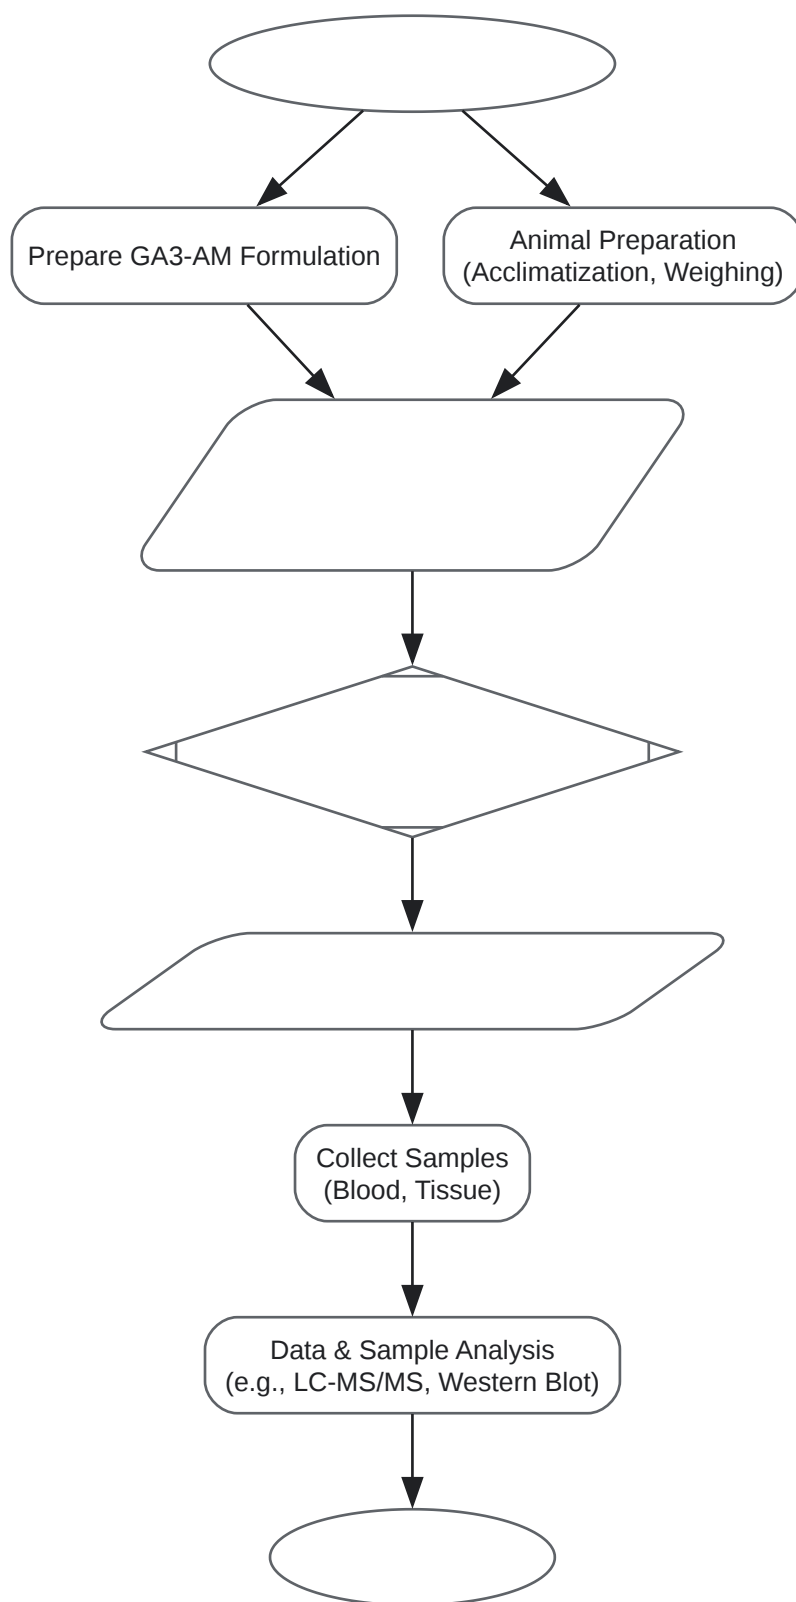 Prepare GA3-AM Formulation
Animal Preparation
(Acclimatization, Weighing)
Collect Samples
(Blood, Tissue)
Data & Sample Analysis
(e.g., LC-MS/MS, Western Blot)